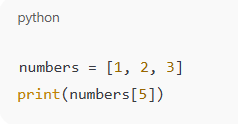 python
numbers = [1, 2, 3]
print(numbers[5])